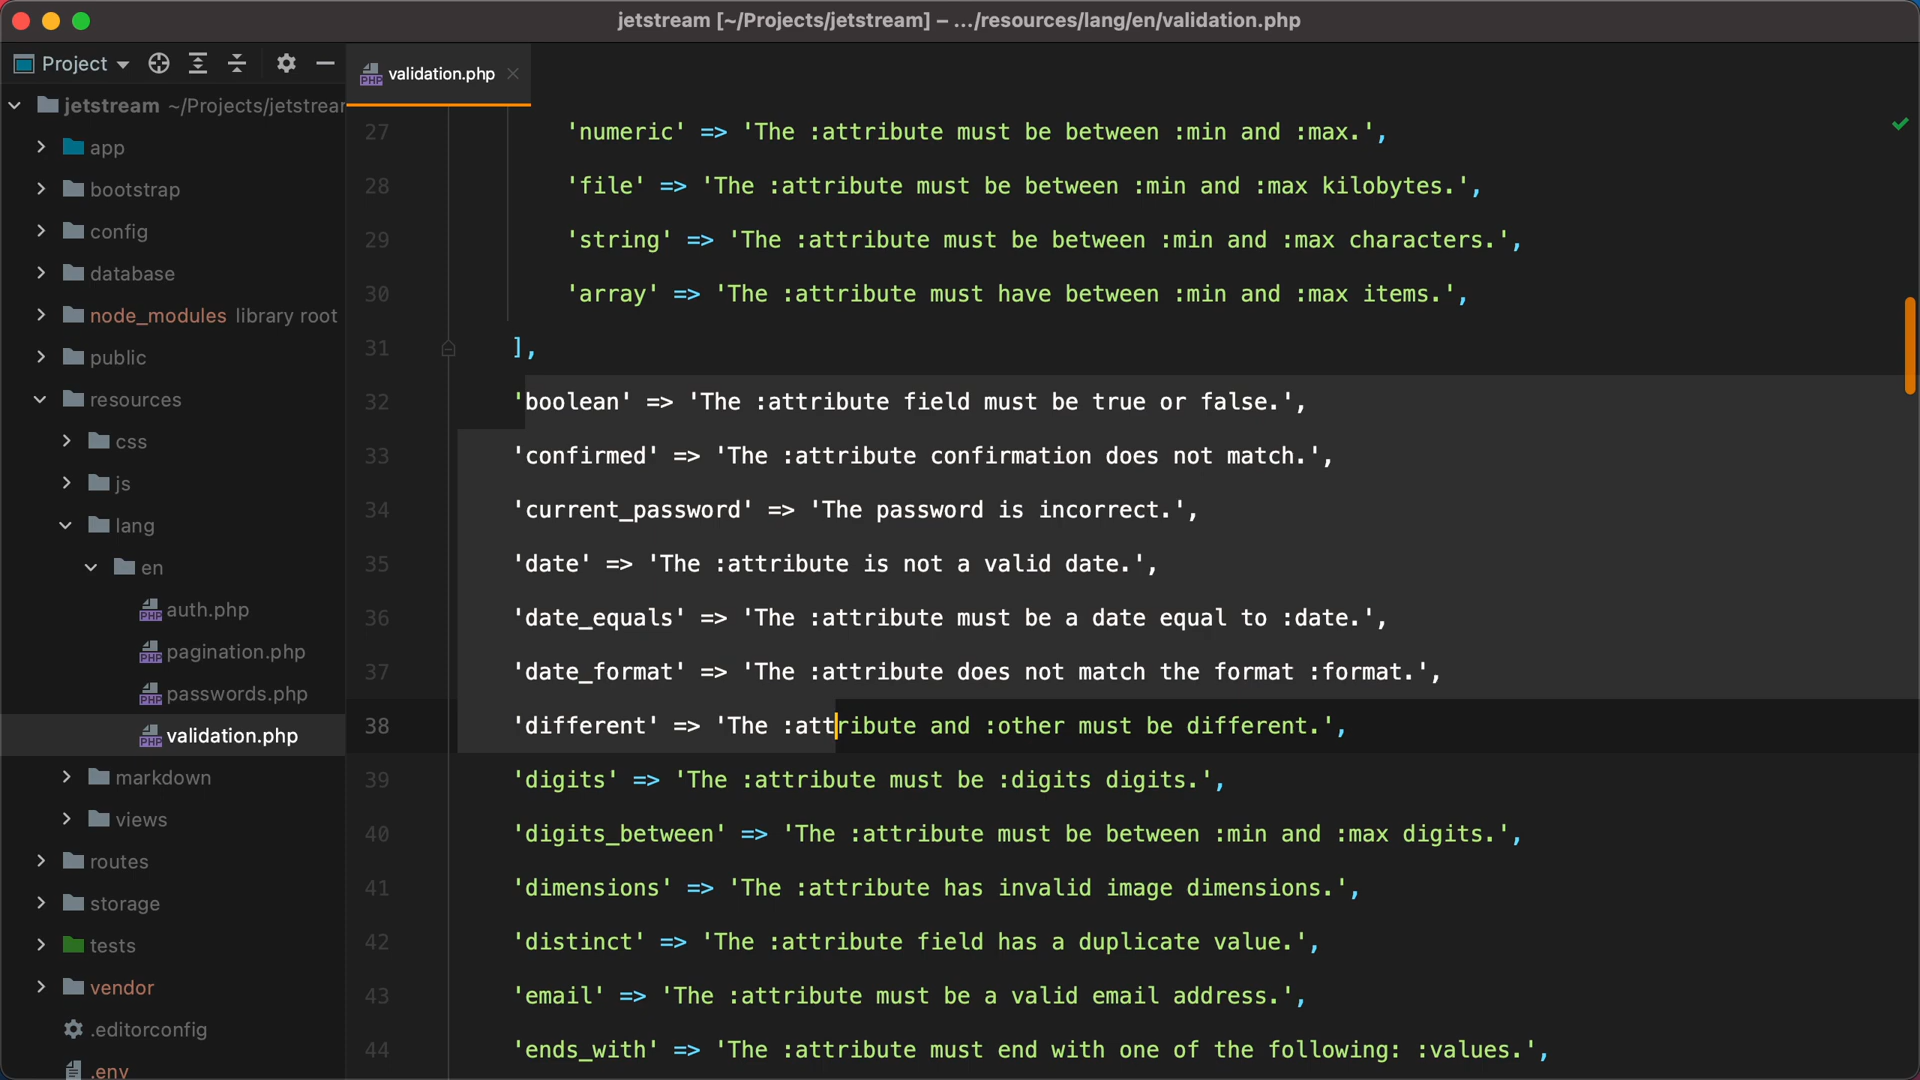 jetstream [~/Projects/jetstream] – .../resources/lang/en/validation.php
Project
validation.php
jetstream ~/Projects/jetstrear
app
bootstrap
config
database
node_modules library root
public
resources
css
js
lang
en
auth.php
pagination.php
passwords.php
validation.php
markdown
views
routes
storage
tests
vendor
.editorconfig
.env
27 'numeric' => 'The :attribute must be between :min and :max.',
28 'file' => 'The :attribute must be between :min and :max kilobytes.',
29 'string' => 'The :attribute must be between :min and :max characters.',
30 'array' => 'The :attribute must have between :min and :max items.',
31 ],
32 'boolean' => 'The :attribute field must be true or false.',
33 'confirmed' => 'The :attribute confirmation does not match.',
34 'current_password' => 'The password is incorrect.',
35 'date' => 'The :attribute is not a valid date.',
36 'date_equals' => 'The :attribute must be a date equal to :date.',
37 'date_format' => 'The :attribute does not match the format :format.',
38 'different' => 'The :attribute and :other must be different.',
39 'digits' => 'The :attribute must be :digits digits.',
40 'digits_between' => 'The :attribute must be between :min and :max digits.',
41 'dimensions' => 'The :attribute has invalid image dimensions.',
42 'distinct' => 'The :attribute field has a duplicate value.',
43 'email' => 'The :attribute must be a valid email address.',
44 'ends_with' => 'The :attribute must end with one of the following: :values.',